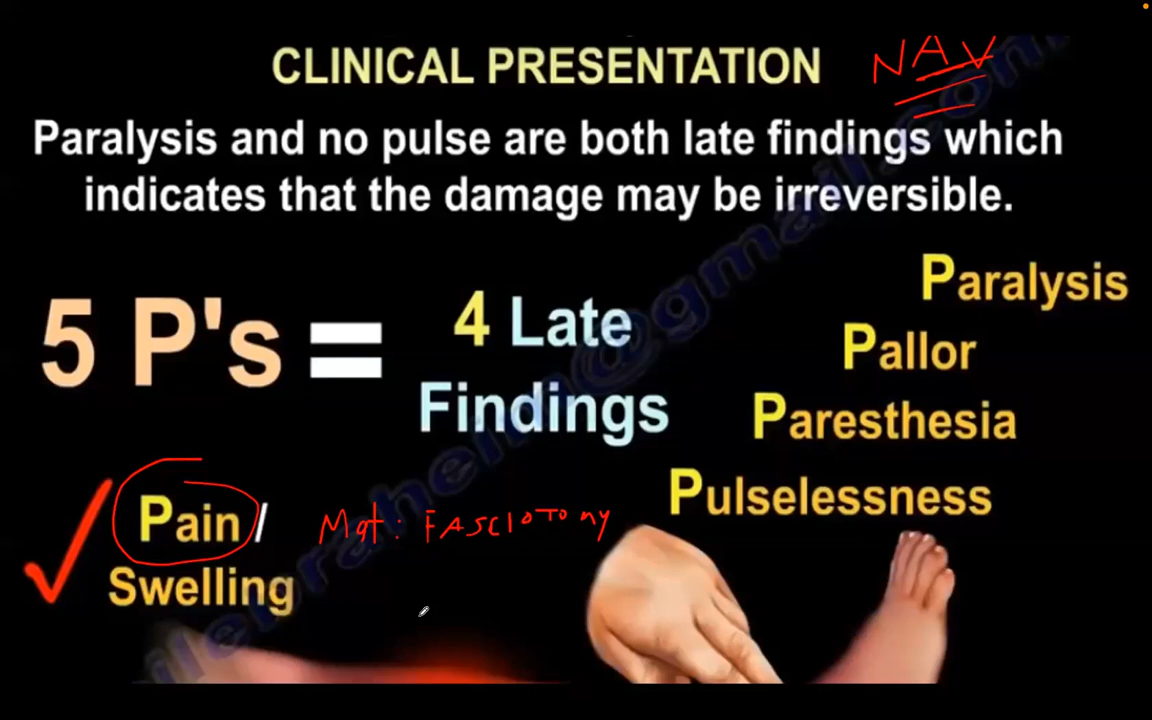 CLINICAL PRESENTATION
NAV
Paralysis and no pulse are both late findings which
indicates that the damage may be irreversible.
5 P's = 4 Late
Findings
Paralysis
Pallor
Paresthesia
Pulselessness
Pain /
Swelling
Mgt: FASCIOTOMY